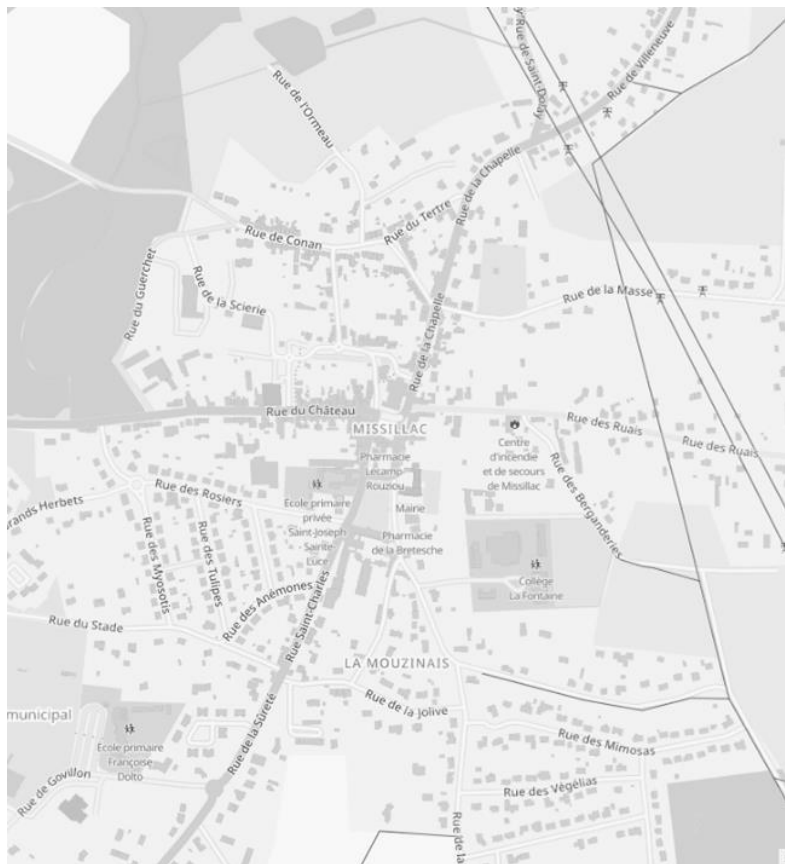 Rue de Saint-Dolay
Rue de Villeneuve
Rue de l'Ormeau
Rue de la Chapelle
Rue du Tertre
Rue de Conan
Rue du Guerchet
Rue de la Scierie
Rue de la Masse
Rue de la Chapelle
Rue du Château
MISSILLAC
Rue des Ruais
Rue des Ruais
Centre
d'incendie
et de secours
de Missillac
Rue des Berganderies
Pharmacie
Lecamp
Rouziou
École primaire
privée
Saint-Joseph
- Sainte-
Luce
Mairie
Pharmacie
de la Bretesche
Rue des Rosiers
Grands Herbets
Rue des Myosotis
Rue des Tulipes
Rue des Anémones
Rue Saint-Charles
Collège
La Fontaine
Rue du Stade
LA MOUZINAIS
Rue de la Jolive
municipal
École primaire
Françoise
Dolto
Rue de la Sûreté
Rue de Govillon
Rue des Mimosas
Rue des Végélias
Rue de la